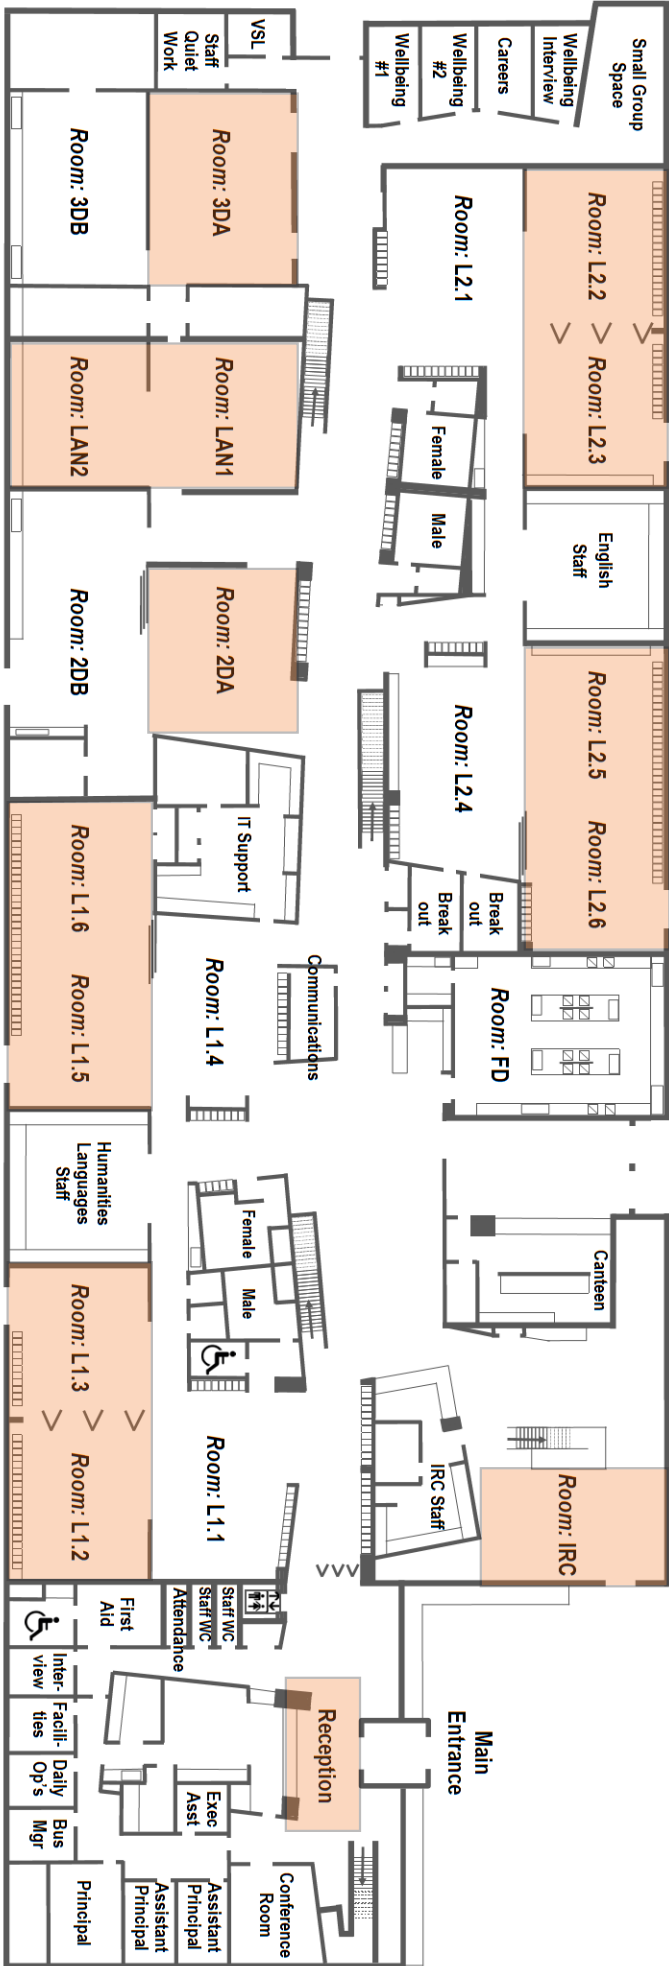 VSL
Staff
Quiet
Work
Wellbeing
#1
Wellbeing
#2
Careers
Wellbeing
Interview
Small Group
Space
Room: 3DB
Room: 3DA
Room: L2.1
Room: L2.2
Room: L2.3
Room: LAN2
Room: LAN1
Female
Male
English
Staff
Room: 2DB
Room: 2DA
Room: L2.4
Room: L2.5
Room: L2.6
IT Support
Break
out
Break
out
Room: L1.6
Room: L1.5
Room: L1.4
Communications
Room: FD
Humanities
Languages
Staff
Female
Male
Canteen
Room: L1.3
Room: L1.2
Room: L1.1
IRC Staff
Room: IRC
First
Aid
Attendance
Staff WC
Staff WC
Inter-
view
Facili-
ties
Daily
Op's
Bus
Mgr
Exec
Asst
Reception
Main
Entrance
Principal
Assistant
Principal
Assistant
Principal
Conference
Room